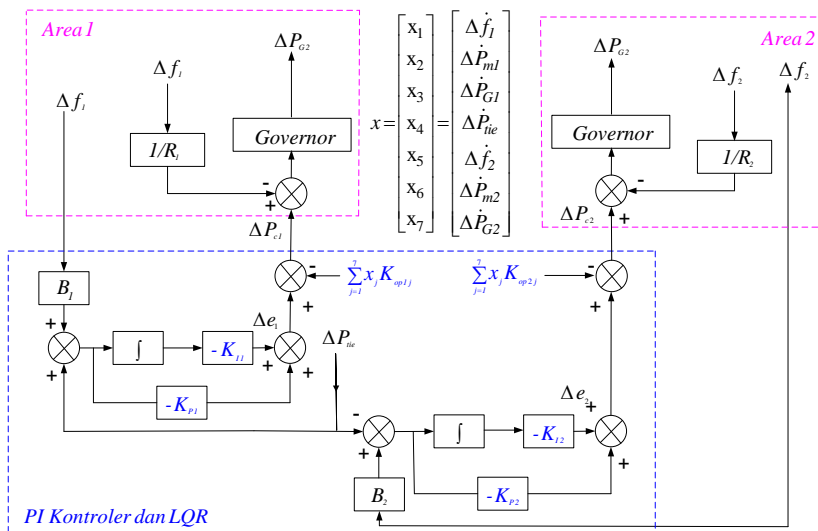 Area 1
ΔP_G2
Δf_1
Δf_1
1/R_1
Governor
-
+
ΔP_c1
x = [x_1 x_2 x_3 x_4 x_5 x_6 x_7] = [Δḟ_1 ΔṖ_m1 ΔṖ_G1 ΔṖ_tie Δḟ_2 ΔṖ_m2 ΔṖ_G2]
Area 2
ΔP_G2
Δf_2
Δf_2
Governor
1/R_2
-
+
ΔP_c2
-
+
∑_{j=1}^{7} x_j K_op1j
∑_{j=1}^{7} x_j K_op2j
-
+
B_1
+
+
∫
-K_I1
Δe_1
+
+
-K_P1
ΔP_tie
-
+
∫
-K_I2
Δe_2
+
+
-K_P2
B_2
PI Kontroler dan LQR